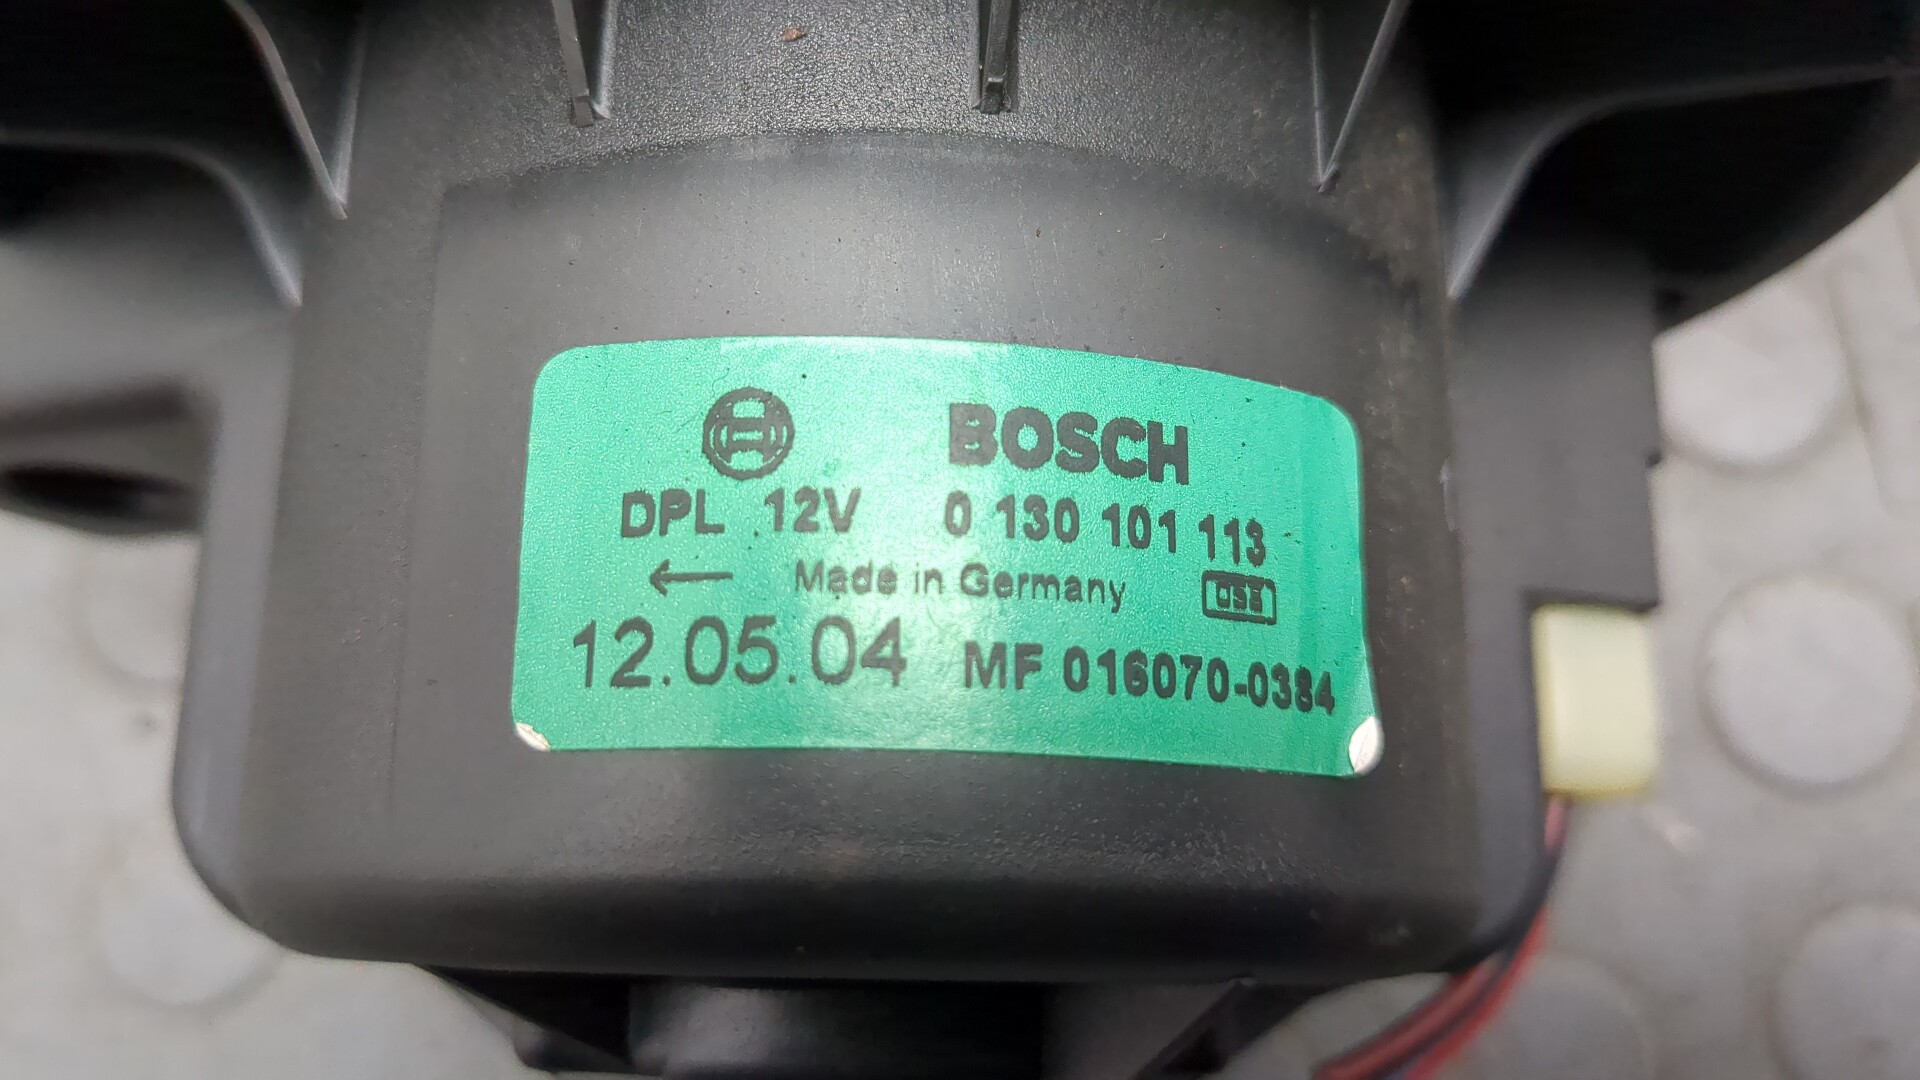 BOSCH
DPL 12V 0 130 101 113
← Made in Germany
12.05.04 MF 016070-0384